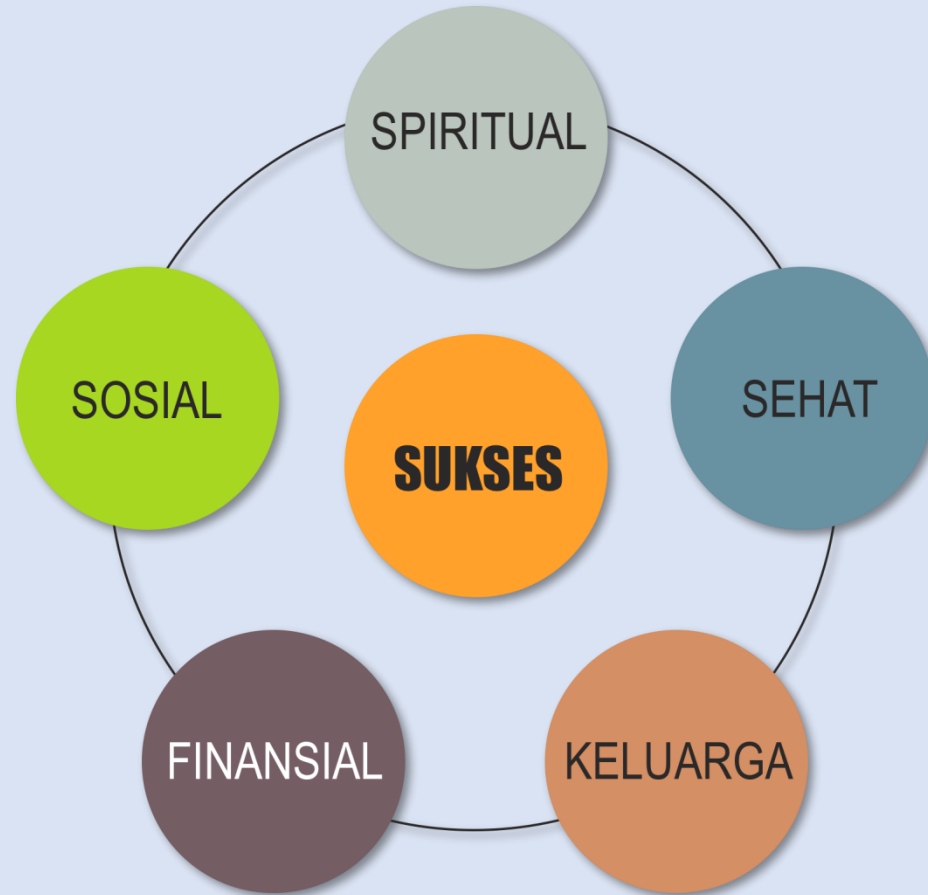 SPIRITUAL
SOSIAL
SEHAT
SUKSES
FINANSIAL
KELUARGA